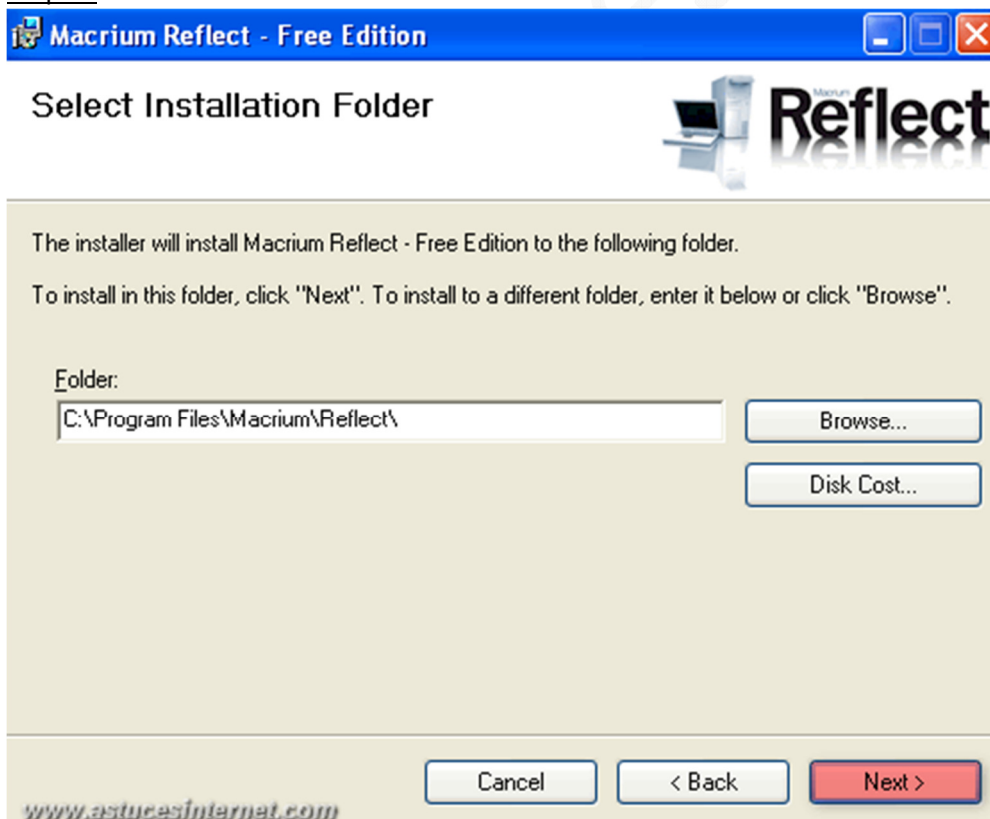 Macrium Reflect - Free Edition
Select Installation Folder
Macrium
Reflect
The installer will install Macrium Reflect - Free Edition to the following folder.
To install in this folder, click "Next". To install to a different folder, enter it below or click "Browse".
Folder:
C:\Program Files\Macrium\Reflect\
Browse...
Disk Cost...
Cancel
< Back
Next >
www.astucesinternet.com